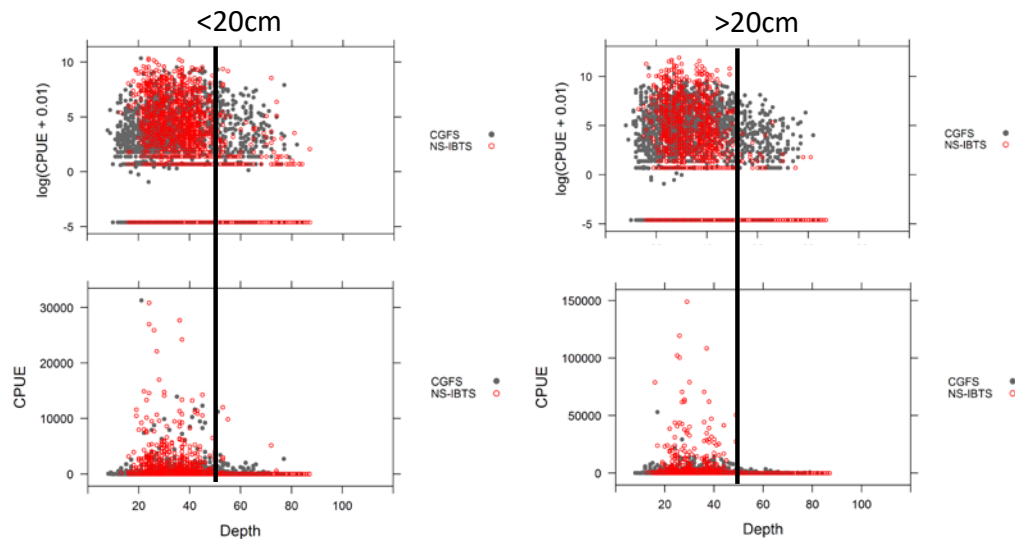 <20cm
>20cm
log(CPUE + 0.01)
10
5
0
-5
CGFS
NS-IBTS
log(CPUE + 0.01)
10
5
0
-5
CGFS
NS-IBTS
CPUE
30000
20000
10000
0
20 40 60 80 100
Depth
CGFS
NS-IBTS
CPUE
150000
100000
50000
0
20 40 60 80 100
Depth
CGFS
NS-IBTS